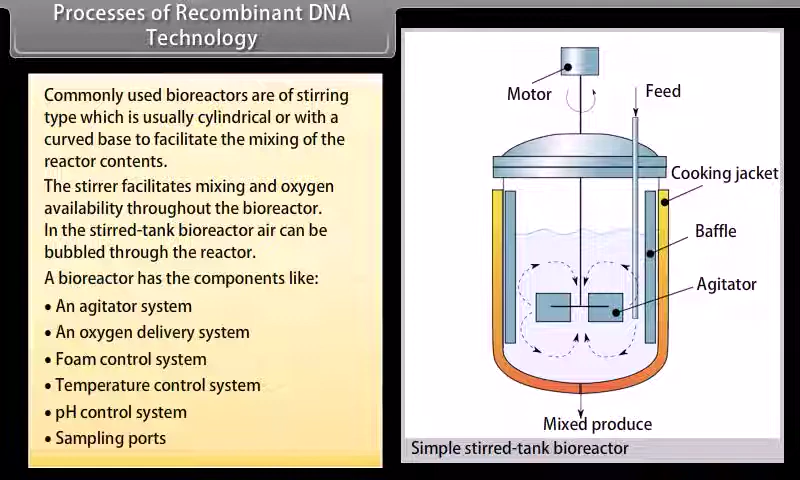 Processes of Recombinant DNA
Technology
Commonly used bioreactors are of stirring
type which is usually cylindrical or with a
curved base to facilitate the mixing of the
reactor contents.
The stirrer facilitates mixing and oxygen
availability throughout the bioreactor.
In the stirred-tank bioreactor air can be
bubbled through the reactor.
A bioreactor has the components like:
• An agitator system
• An oxygen delivery system
• Foam control system
• Temperature control system
• pH control system
• Sampling ports
Motor
Feed
Cooking jacket
Baffle
Agitator
Mixed produce
Simple stirred-tank bioreactor